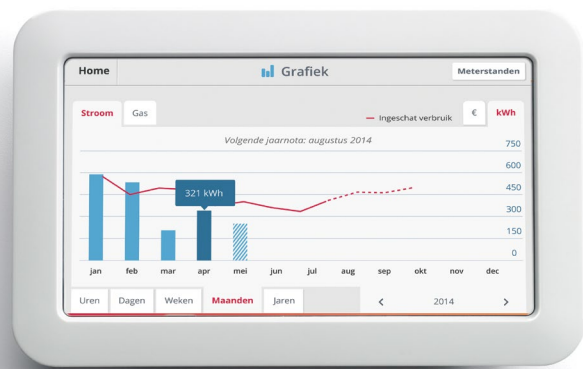 Home
Grafiek
Meterstanden
Stroom
Gas
Ingeschat verbruik
€
kWh
Volgende jaarnota: augustus 2014
750
600
450
300
150
0
321 kWh
jan feb mar apr mei jun jul aug sep okt nov dec
Uren Dagen Weken Maanden Jaren < 2014 >